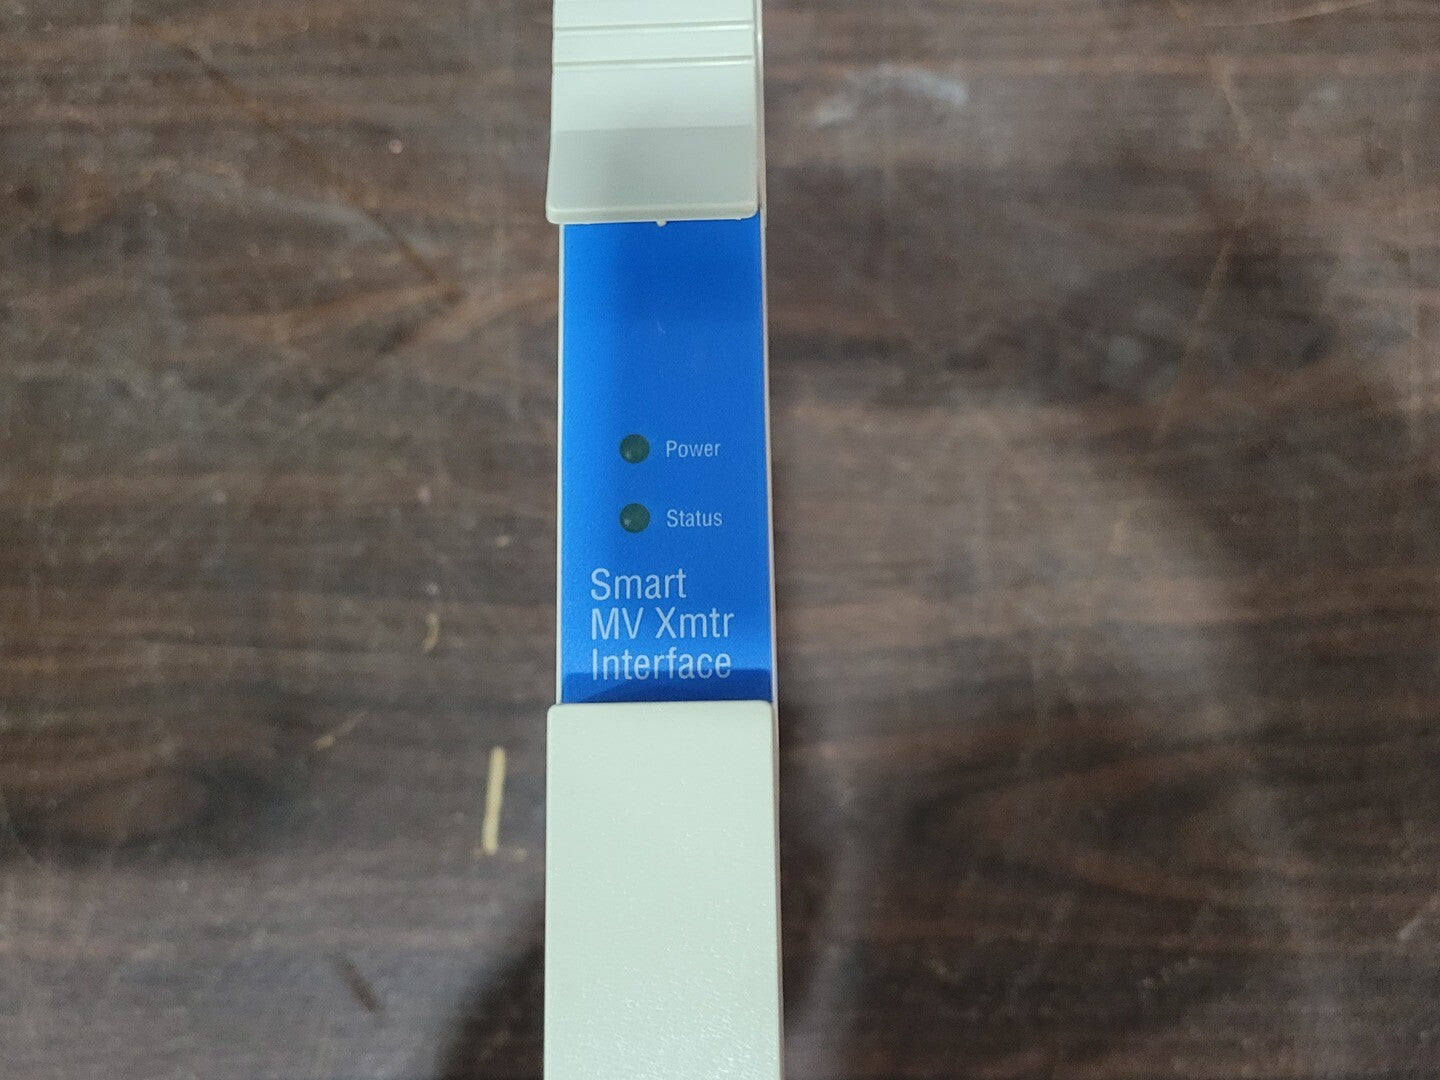 Power
Status
Smart
MV Xmtr
Interface